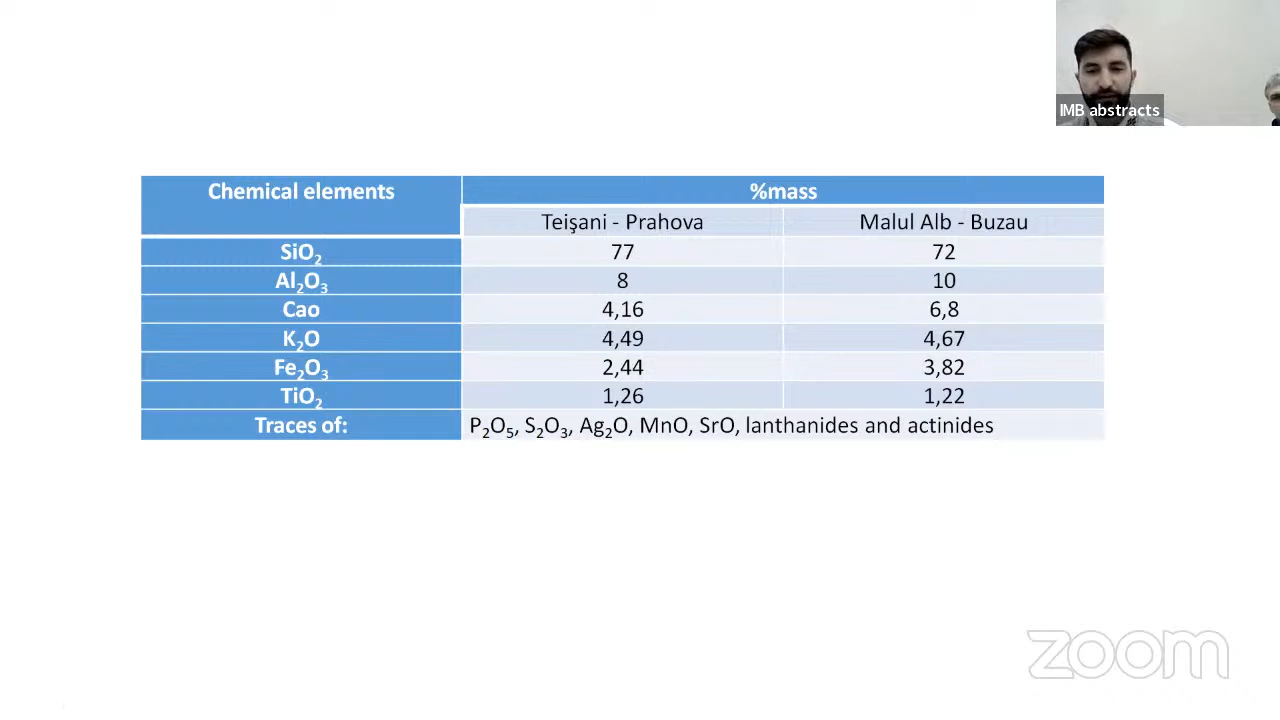 IMB abstracts
Chemical elements %mass
Teişani - Prahova Malul Alb - Buzau
SiO₂ 77 72
Al₂O₃ 8 10
Cao 4,16 6,8
K₂O 4,49 4,67
Fe₂O₃ 2,44 3,82
TiO₂ 1,26 1,22
Traces of: P₂O₅, S₂O₃, Ag₂O, MnO, SrO, lanthanides and actinides
zoom